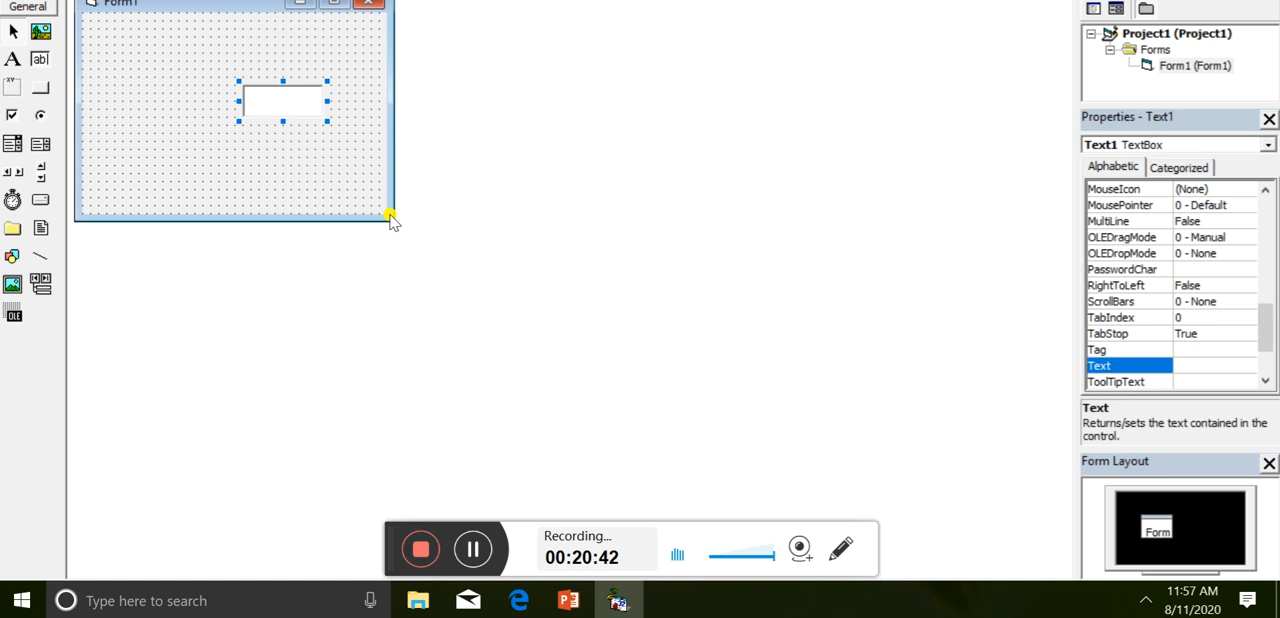 General
Form1
A
ab|
XY
OLE
Project1 (Project1)
Forms
Form1 (Form1)
Properties - Text1
Text1 TextBox
Alphabetic Categorized
MouseIcon (None)
MousePointer 0 - Default
MultiLine False
OLEDragMode 0 - Manual
OLEDropMode 0 - None
PasswordChar
RightToLeft False
ScrollBars 0 - None
TabIndex 0
TabStop True
Tag
Text
ToolTipText
Text
Returns/sets the text contained in the
control.
Form Layout
Form
Recording...
00:20:42
Type here to search
11:57 AM
8/11/2020